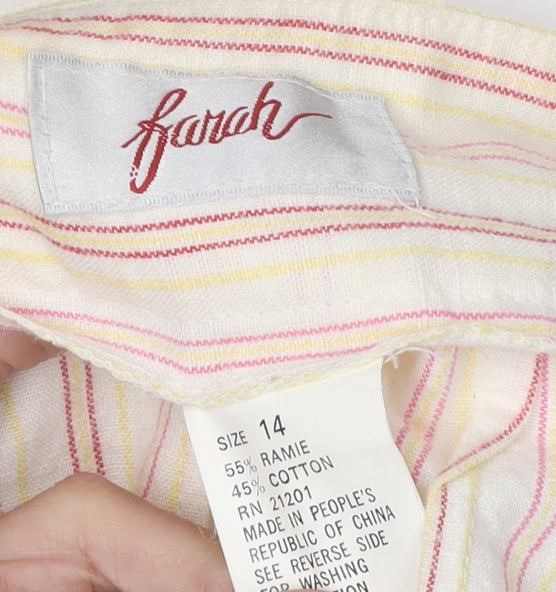 farah
SIZE 14
55% RAMIE
45% COTTON
RN 21201
MADE IN PEOPLE'S
REPUBLIC OF CHINA
SEE REVERSE SIDE
FOR WASHING